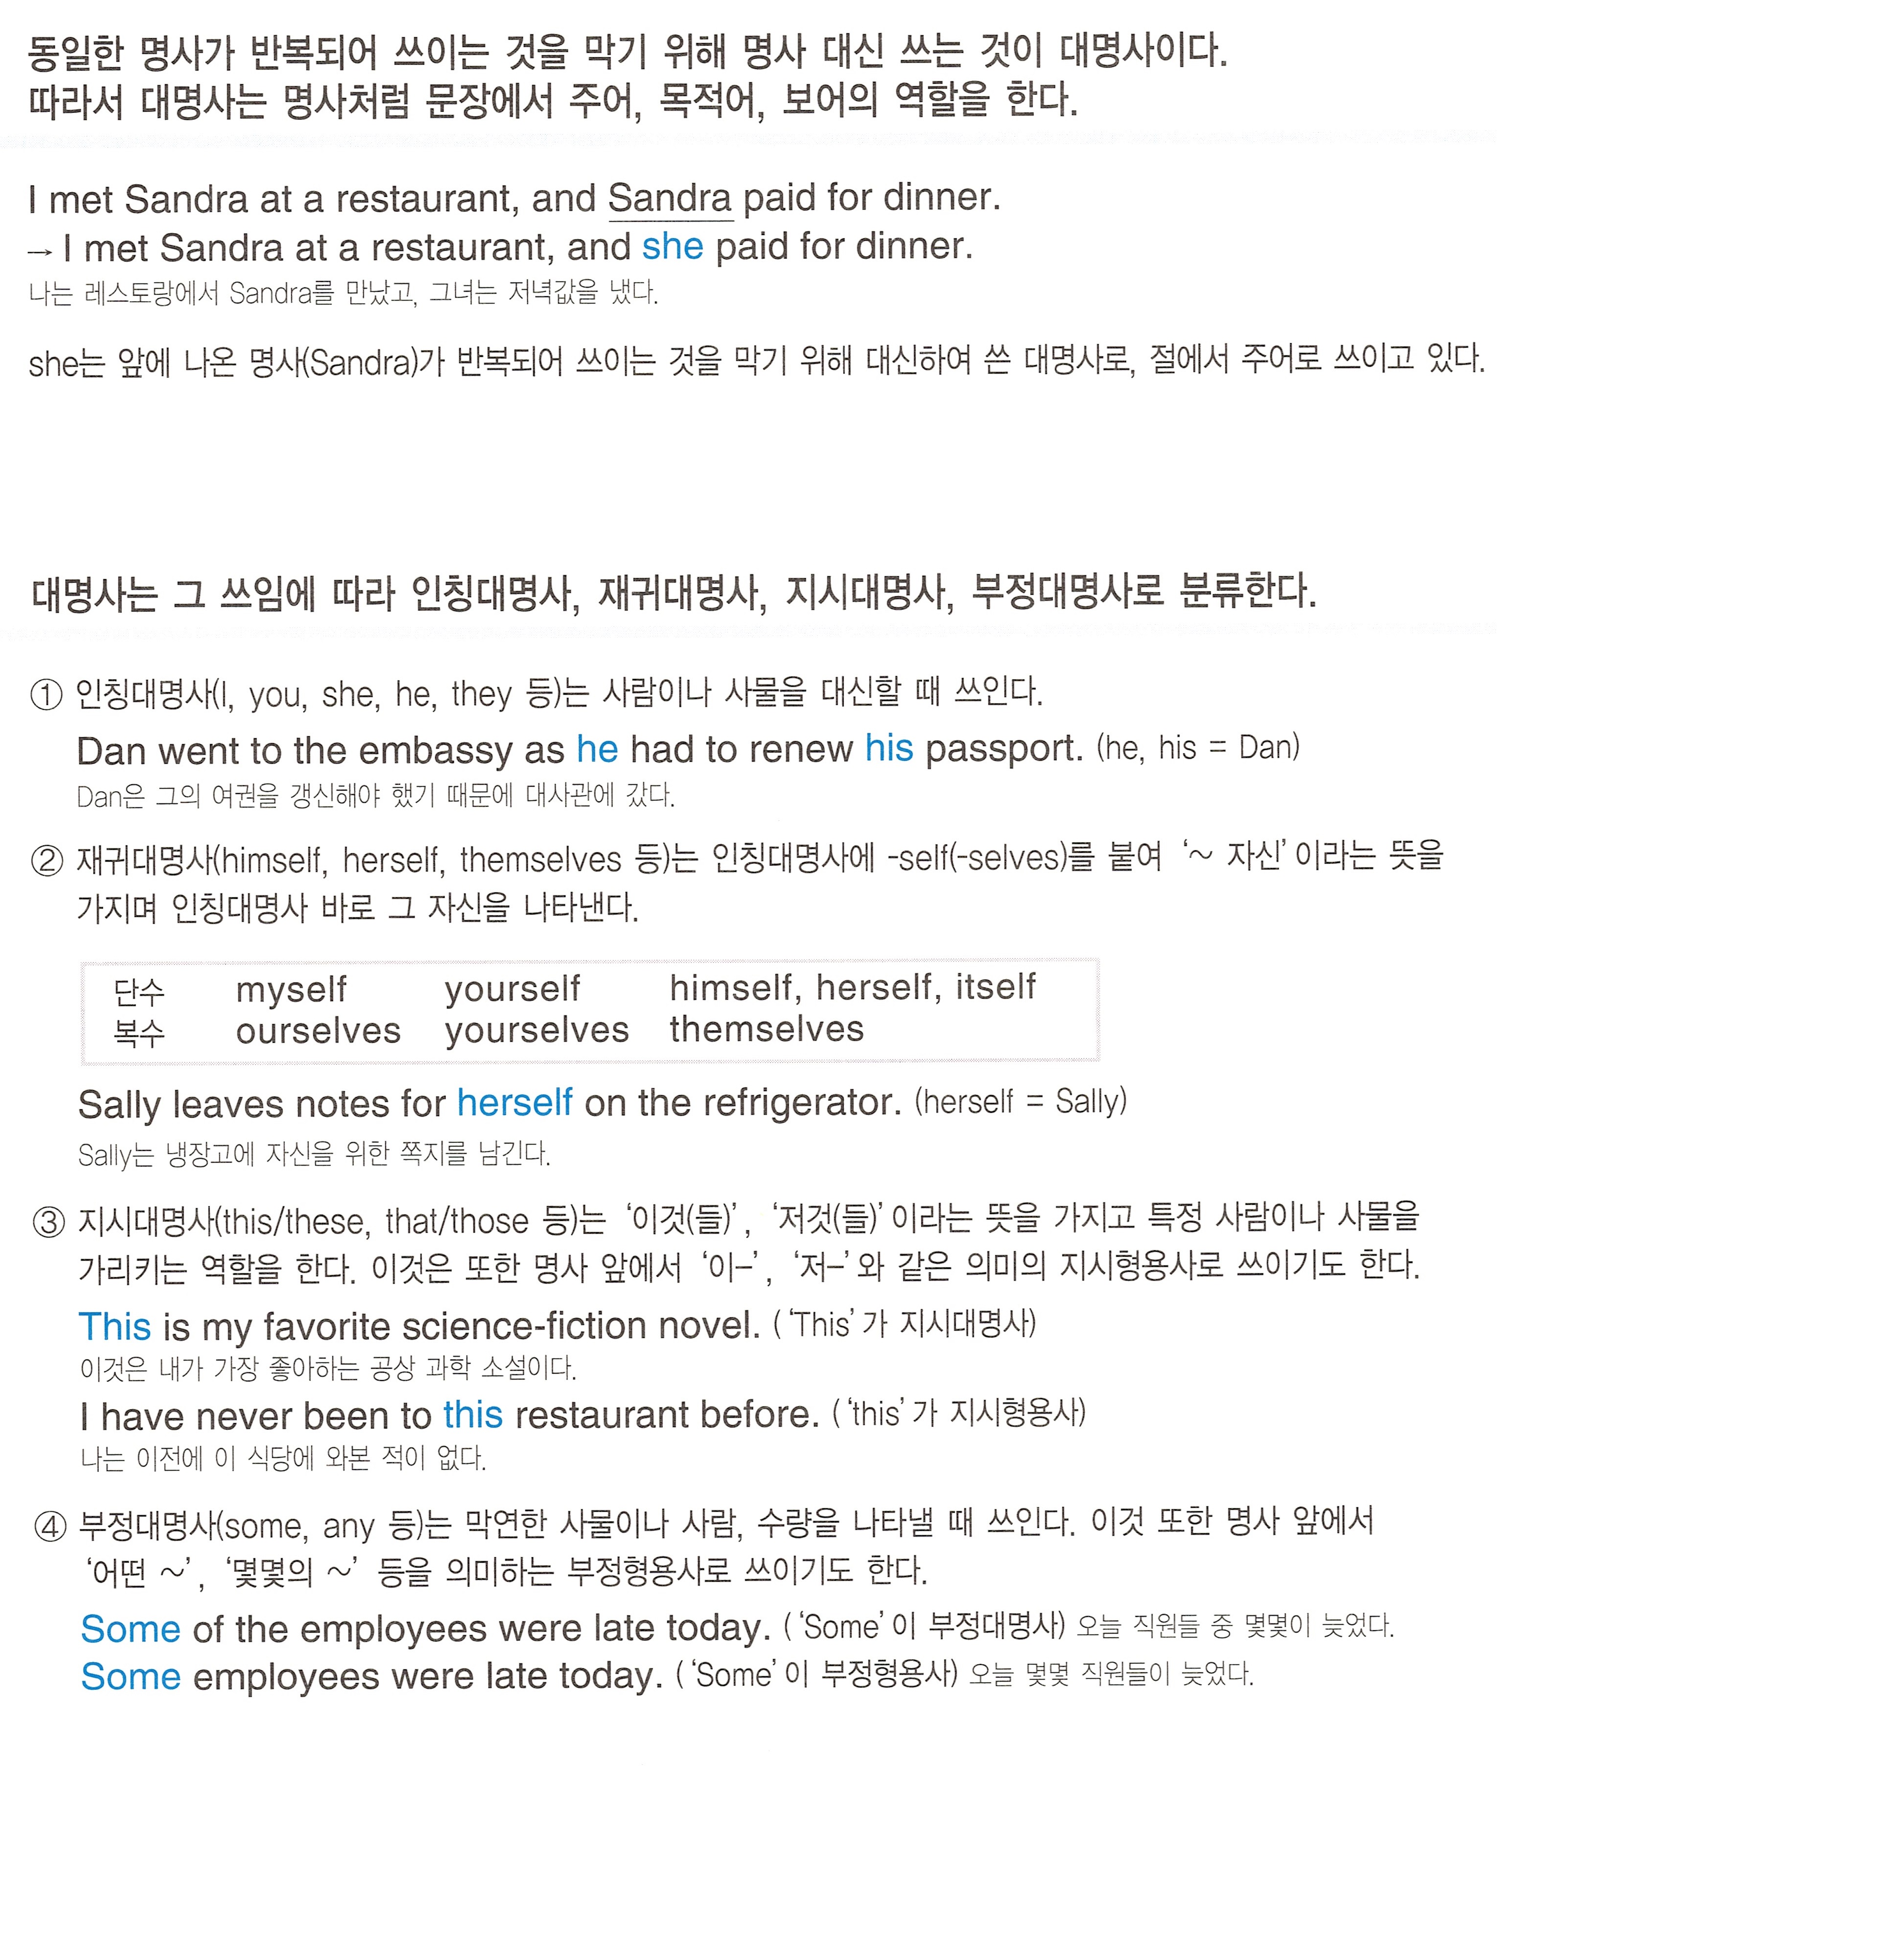 동일한 명사가 반복되어 쓰이는 것을 막기 위해 명사 대신 쓰는 것이 대명사이다.
따라서 대명사는 명사처럼 문장에서 주어, 목적어, 보어의 역할을 한다.
I met Sandra at a restaurant, and Sandra paid for dinner.
→ I met Sandra at a restaurant, and she paid for dinner.
나는 레스토랑에서 Sandra를 만났고, 그녀는 저녁값을 냈다.
she는 앞에 나온 명사(Sandra)가 반복되어 쓰이는 것을 막기 위해 대신하여 쓴 대명사로, 절에서 주어로 쓰이고 있다.
대명사는 그 쓰임에 따라 인칭대명사, 재귀대명사, 지시대명사, 부정대명사로 분류한다.
① 인칭대명사(I, you, she, he, they 등)는 사람이나 사물을 대신할 때 쓰인다.
Dan went to the embassy as he had to renew his passport. (he, his = Dan)
Dan은 그의 여권을 갱신해야 했기 때문에 대사관에 갔다.
② 재귀대명사(himself, herself, themselves 등)는 인칭대명사에 -self(-selves)를 붙여 ‘~ 자신’이라는 뜻을
가지며 인칭대명사 바로 그 자신을 나타낸다.
단수 myself yourself himself, herself, itself
복수 ourselves yourselves themselves
Sally leaves notes for herself on the refrigerator. (herself = Sally)
Sally는 냉장고에 자신을 위한 쪽지를 남긴다.
③ 지시대명사(this/these, that/those 등)는 ‘이것(들)’, ‘저것(들)’이라는 뜻을 가지고 특정 사람이나 사물을
가리키는 역할을 한다. 이것은 또한 명사 앞에서 ‘이–’, ‘저–’와 같은 의미의 지시형용사로 쓰이기도 한다.
This is my favorite science-fiction novel. (‘This’가 지시대명사)
이것은 내가 가장 좋아하는 공상 과학 소설이다.
I have never been to this restaurant before. (‘this’가 지시형용사)
나는 이전에 이 식당에 와본 적이 없다.
④ 부정대명사(some, any 등)는 막연한 사물이나 사람, 수량을 나타낼 때 쓰인다. 이것 또한 명사 앞에서
‘어떤 ~’, ‘몇몇의 ~’ 등을 의미하는 부정형용사로 쓰이기도 한다.
Some of the employees were late today. (‘Some’이 부정대명사) 오늘 직원들 중 몇몇이 늦었다.
Some employees were late today. (‘Some’이 부정형용사) 오늘 몇몇 직원들이 늦었다.